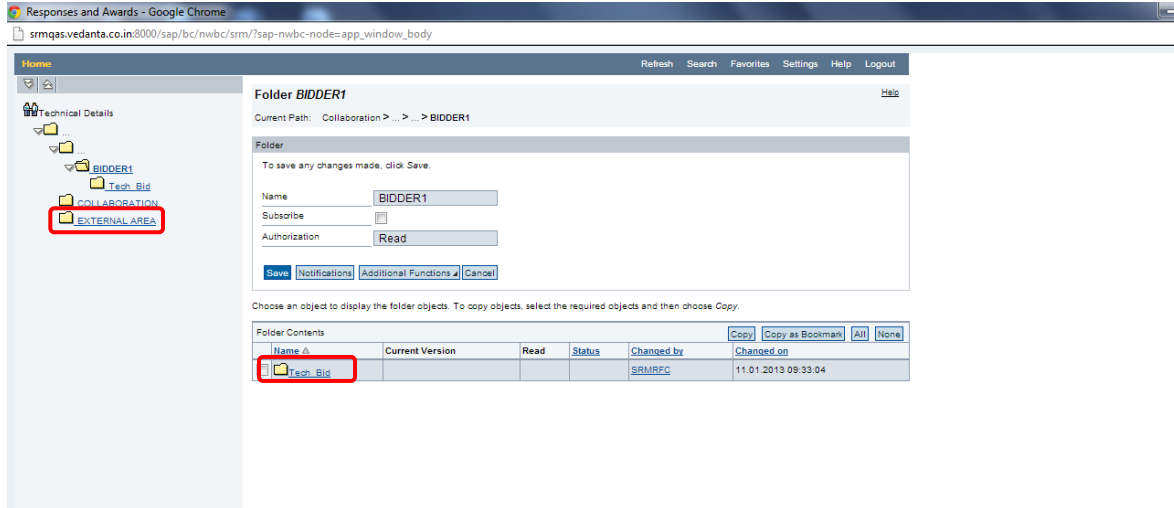 Responses and Awards - Google Chrome
srmqas.vedanta.co.in:8000/sap/bc/nwbc/srm/?sap-nwbc-node=app_window_body
Home Refresh Search Favorites Settings Help Logout
Technical Details
...
...
BIDDER1
Tech_Bid
COLLABORATION
EXTERNAL AREA
Folder BIDDER1 Help
Current Path: Collaboration > ... > ... > BIDDER1
Folder
To save any changes made, click Save.
Name BIDDER1
Subscribe
Authorization Read
Save Notifications Additional Functions Cancel
Choose an object to display the folder objects. To copy objects, select the required objects and then choose Copy.
Folder Contents Copy Copy as Bookmark All None
Name Current Version Read Status Changed by Changed on
Tech_Bid SRMRFC 11.01.2013 09:33:04